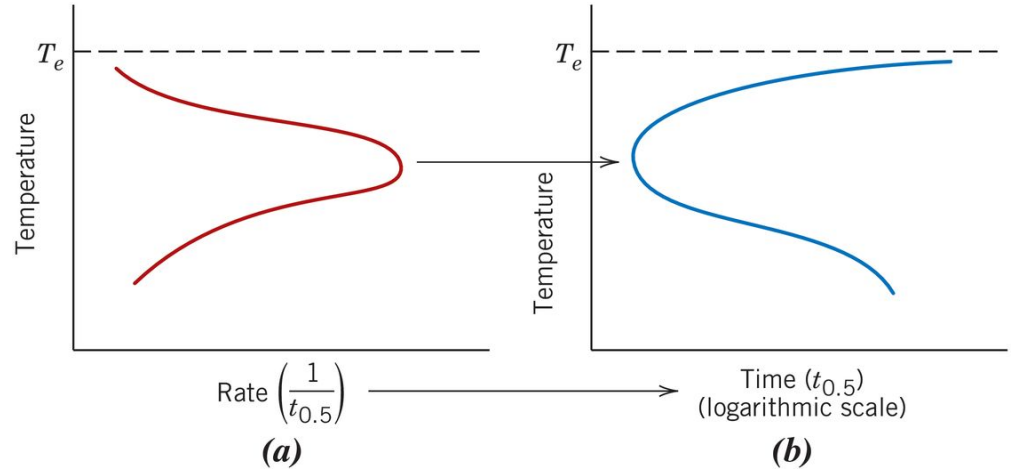 T_e
Temperature
Rate (1/t_0.5)
(a)
T_e
Temperature
Time (t_0.5)
(logarithmic scale)
(b)